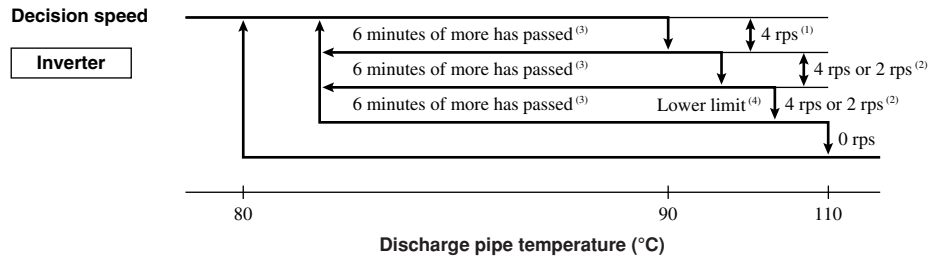 Decision speed
Inverter
6 minutes of more has passed (3)
4 rps (1)
6 minutes of more has passed (3)
4 rps or 2 rps (2)
6 minutes of more has passed (3)
Lower limit (4)
4 rps or 2 rps (2)
0 rps
80
90
110
Discharge pipe temperature (°C)